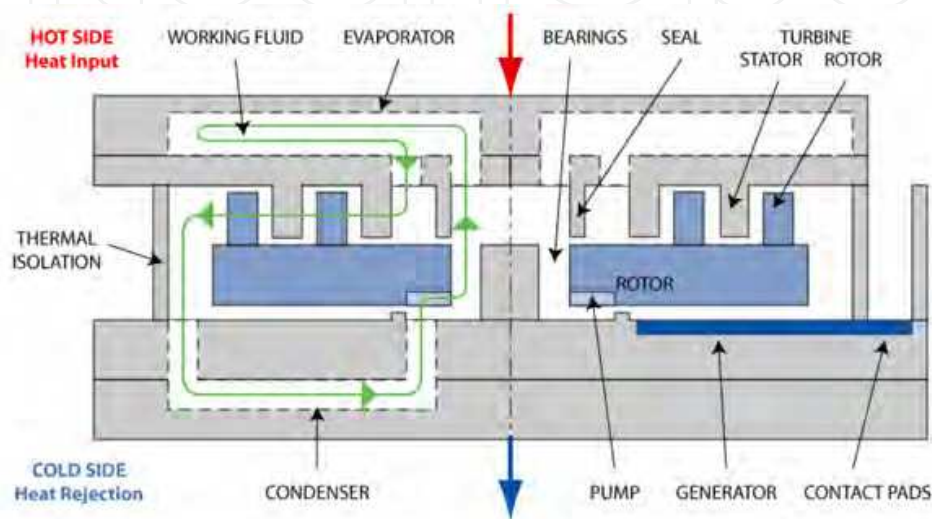 HOT SIDE
Heat Input
WORKING FLUID
EVAPORATOR
BEARINGS
SEAL
TURBINE
STATOR ROTOR
THERMAL
ISOLATION
ROTOR
COLD SIDE
Heat Rejection
CONDENSER
PUMP
GENERATOR
CONTACT PADS